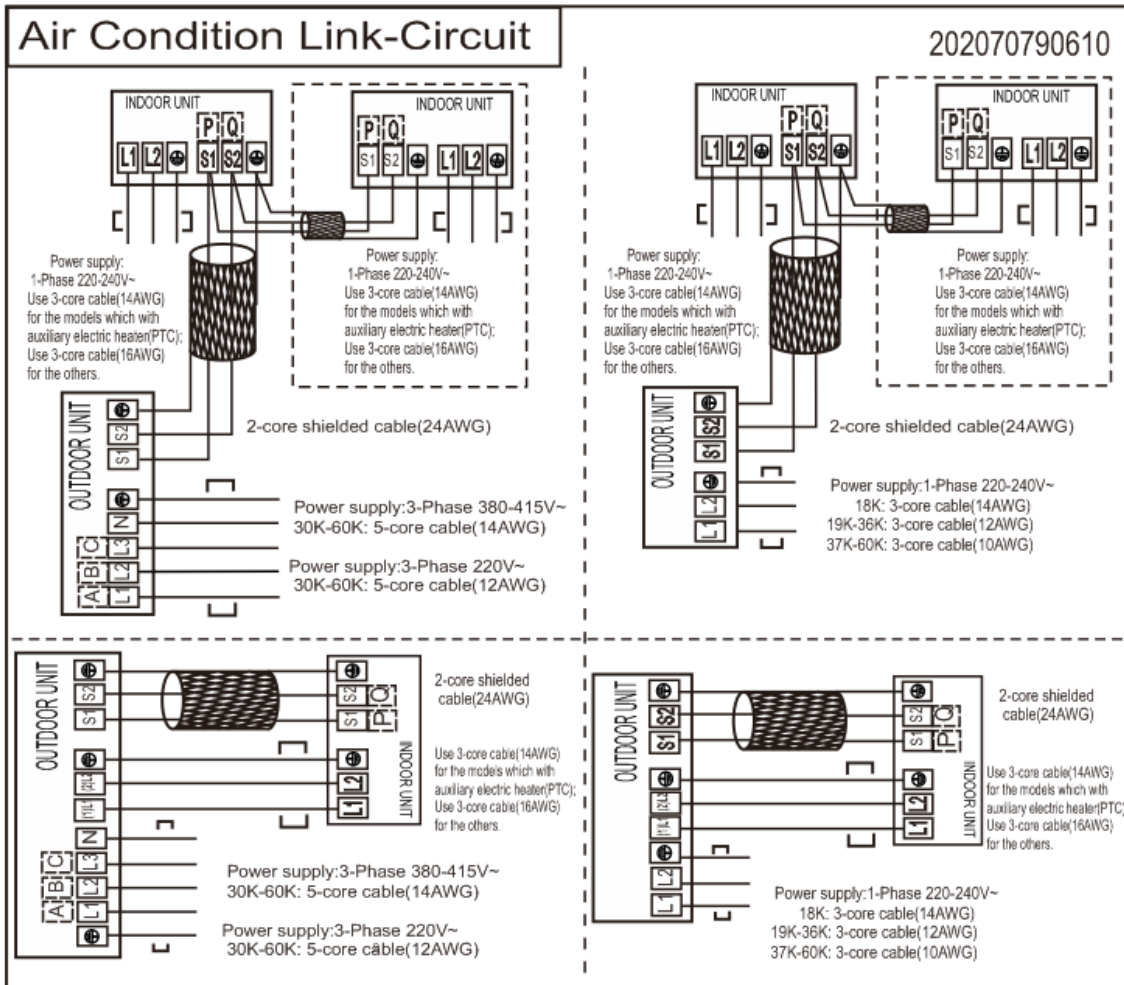 Air Condition Link-Circuit
202070790610
INDOOR UNIT
P Q
L1 L2 S1 S2
INDOOR UNIT
P Q
S1 S2 L1 L2
Power supply:
1-Phase 220-240V~
Use 3-core cable(14AWG)
for the models which with
auxiliary electric heater(PTC);
Use 3-core cable(16AWG)
for the others.
Power supply:
1-Phase 220-240V~
Use 3-core cable(14AWG)
for the models which with
auxiliary electric heater(PTC);
Use 3-core cable(16AWG)
for the others.
OUTDOOR UNIT
S2
S1
N
C L3
B L2
A L1
2-core shielded cable(24AWG)
Power supply:3-Phase 380-415V~
30K-60K: 5-core cable(14AWG)
Power supply:3-Phase 220V~
30K-60K: 5-core cable(12AWG)
INDOOR UNIT
P Q
L1 L2 S1 S2
INDOOR UNIT
P Q
S1 S2 L1 L2
Power supply:
1-Phase 220-240V~
Use 3-core cable(14AWG)
for the models which with
auxiliary electric heater(PTC);
Use 3-core cable(16AWG)
for the others.
Power supply:
1-Phase 220-240V~
Use 3-core cable(14AWG)
for the models which with
auxiliary electric heater(PTC);
Use 3-core cable(16AWG)
for the others.
OUTDOOR UNIT
S2
S1
L2
L1
2-core shielded cable(24AWG)
Power supply:1-Phase 220-240V~
18K: 3-core cable(14AWG)
19K-36K: 3-core cable(12AWG)
37K-60K: 3-core cable(10AWG)
OUTDOOR UNIT
S2
S1
(2)L2
(1)L1
N
C L3
B L2
A L1
S2 Q
S1 P
L2
L1
INDOOR UNIT
2-core shielded
cable(24AWG)
Use 3-core cable(14AWG)
for the models which with
auxiliary electric heater(PTC);
Use 3-core cable(16AWG)
for the others.
Power supply:3-Phase 380-415V~
30K-60K: 5-core cable(14AWG)
Power supply:3-Phase 220V~
30K-60K: 5-core cable(12AWG)
OUTDOOR UNIT
S2
S1
(2)L2
(1)L1
L2
L1
S2 Q
S1 P
L2
L1
INDOOR UNIT
2-core shielded
cable(24AWG)
Use 3-core cable(14AWG)
for the models which with
auxiliary electric heater(PTC)
Use 3-core cable(16AWG)
for the others.
Power supply:1-Phase 220-240V~
18K: 3-core cable(14AWG)
19K-36K: 3-core cable(12AWG)
37K-60K: 3-core cable(10AWG)